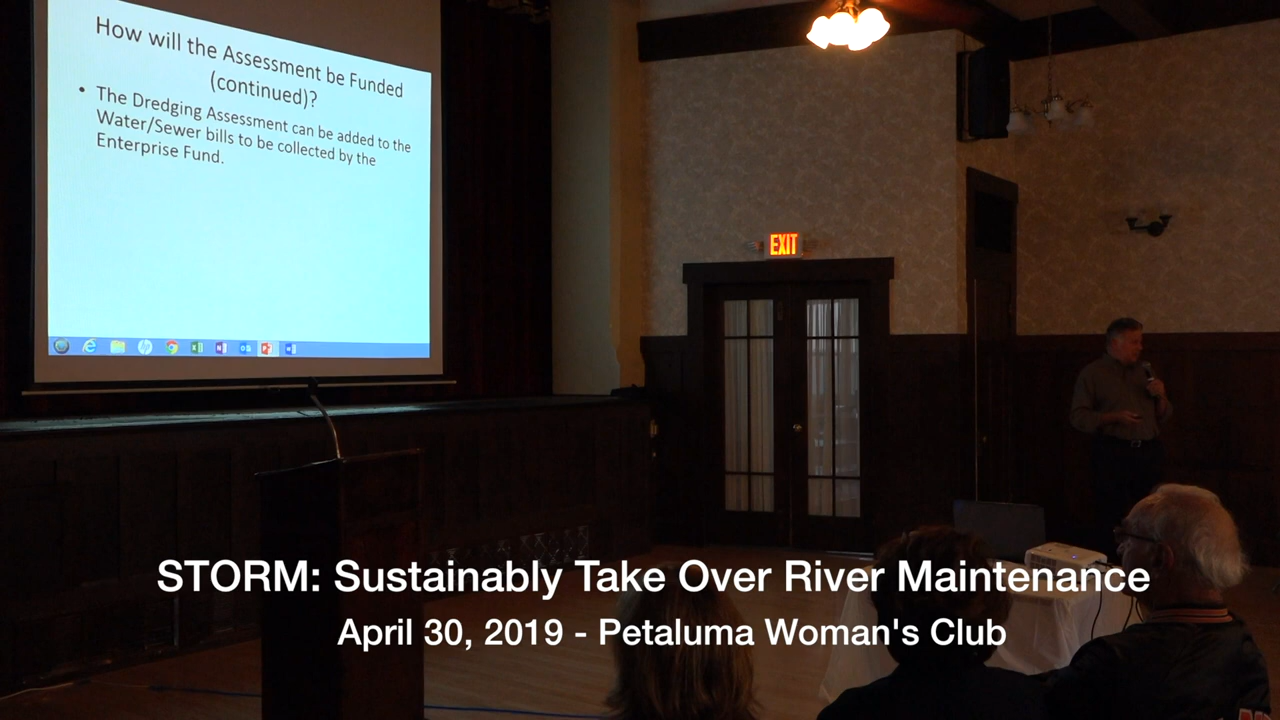 How will the Assessment be Funded
(continued)?
• The Dredging Assessment can be added to the
Water/Sewer bills to be collected by the
Enterprise Fund.
EXIT
STORM: Sustainably Take Over River Maintenance
April 30, 2019 - Petaluma Woman's Club